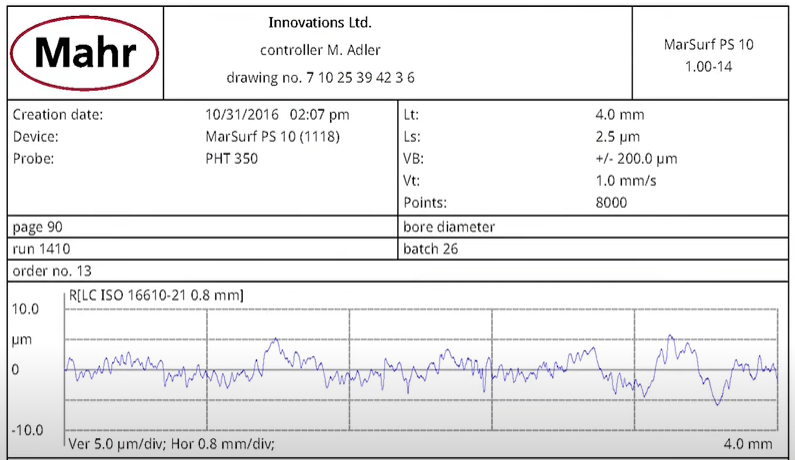 Mahr
Innovations Ltd.
controller M. Adler
drawing no. 7 10 25 39 42 3 6
MarSurf PS 10
1.00-14
Creation date: 10/31/2016 02:07 pm
Device: MarSurf PS 10 (1118)
Probe: PHT 350
Lt: 4.0 mm
Ls: 2.5 µm
VB: +/- 200.0 µm
Vt: 1.0 mm/s
Points: 8000
page 90
bore diameter
run 1410
batch 26
order no. 13
R[LC ISO 16610-21 0.8 mm]
10.0
µm
0
-10.0
Ver 5.0 µm/div; Hor 0.8 mm/div;
4.0 mm